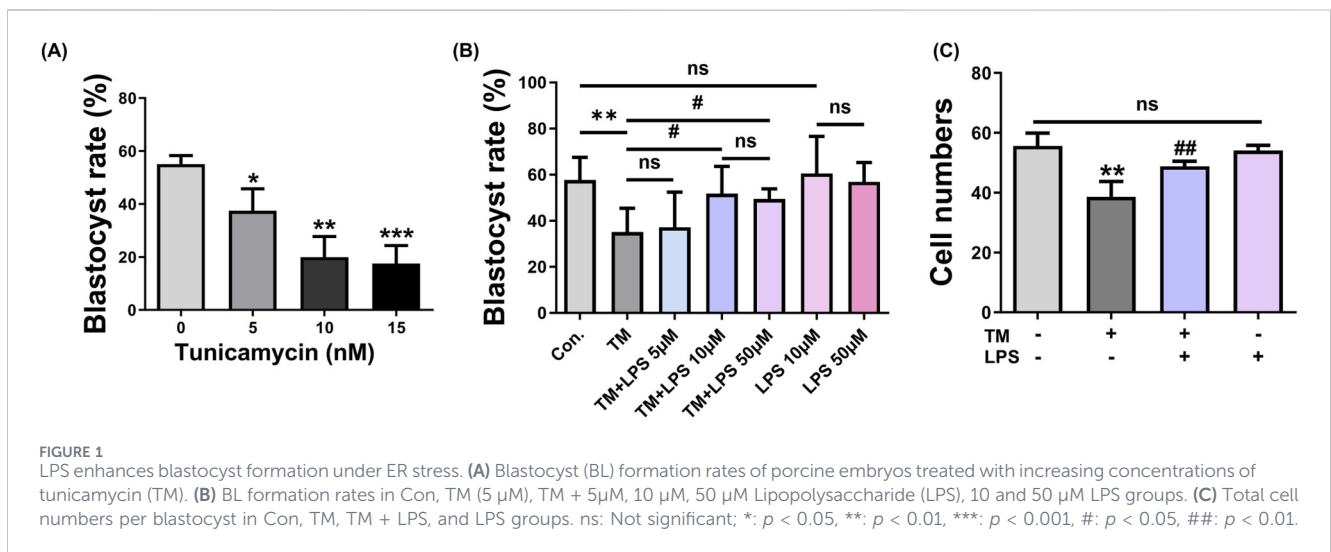 (A)
Blastocyst rate (%)
80
60
40
20
0
*
**
***
0 5 10 15
Tunicamycin (nM)
(B)
Blastocyst rate (%)
100
80
60
40
20
0
ns
#
** # ns
ns ns
Con.
TM
TM+LPS 5µM
TM+LPS 10µM
TM+LPS 50µM
LPS 10µM
LPS 50µM
(C)
Cell numbers
80
60
40
20
0
ns
##
**
TM - + + -
LPS - - + +
FIGURE 1
LPS enhances blastocyst formation under ER stress. (A) Blastocyst (BL) formation rates of porcine embryos treated with increasing concentrations of
tunicamycin (TM). (B) BL formation rates in Con, TM (5 µM), TM + 5µM, 10 µM, 50 µM Lipopolysaccharide (LPS), 10 and 50 µM LPS groups. (C) Total cell
numbers per blastocyst in Con, TM, TM + LPS, and LPS groups. ns: Not significant; *: p < 0.05, **: p < 0.01, ***: p < 0.001, #: p < 0.05, ##: p < 0.01.